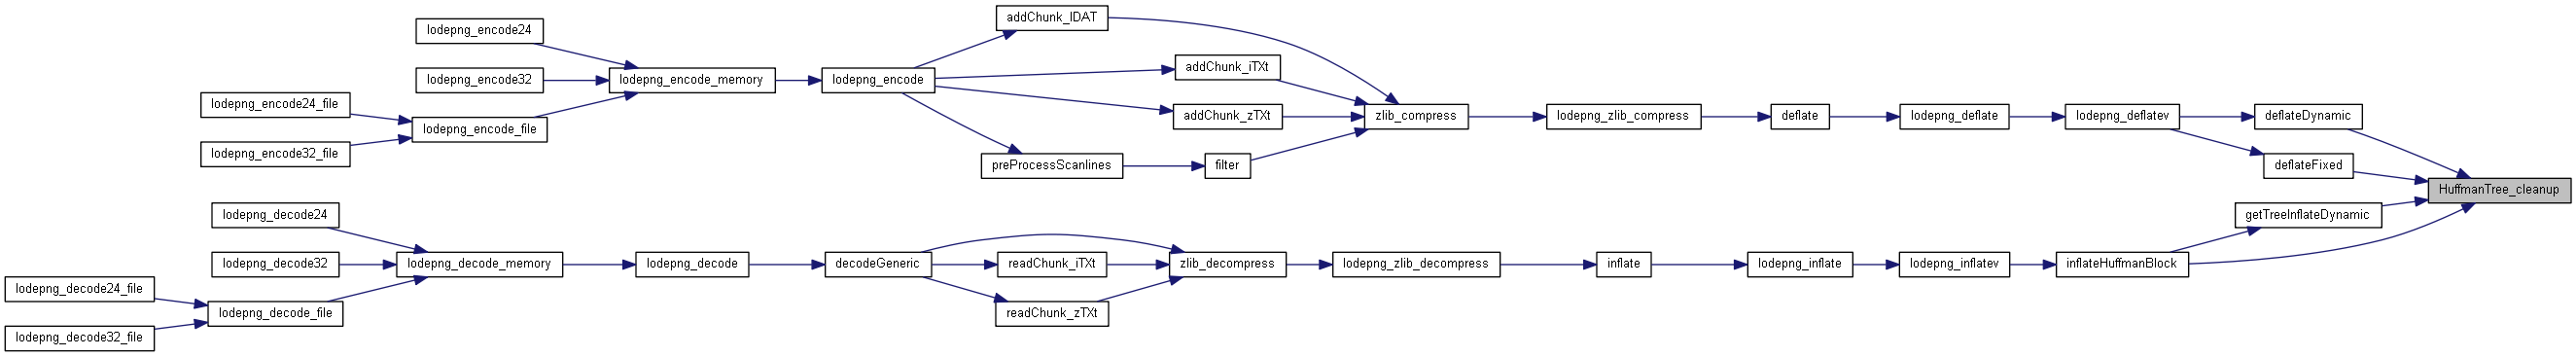 addChunk_IDAT
lodepng_encode24
addChunk_iTXt
lodepng_encode32
lodepng_encode_memory
lodepng_encode
lodepng_encode24_file
addChunk_zTXt
zlib_compress
lodepng_zlib_compress
deflate
lodepng_deflate
lodepng_deflatev
deflateDynamic
lodepng_encode_file
lodepng_encode32_file
preProcessScanlines
filter
deflateFixed
HuffmanTree_cleanup
lodepng_decode24
getTreeInflateDynamic
lodepng_decode32
lodepng_decode_memory
lodepng_decode
decodeGeneric
readChunk_iTXt
zlib_decompress
lodepng_zlib_decompress
inflate
lodepng_inflate
lodepng_inflatev
inflateHuffmanBlock
lodepng_decode24_file
lodepng_decode_file
readChunk_zTXt
lodepng_decode32_file